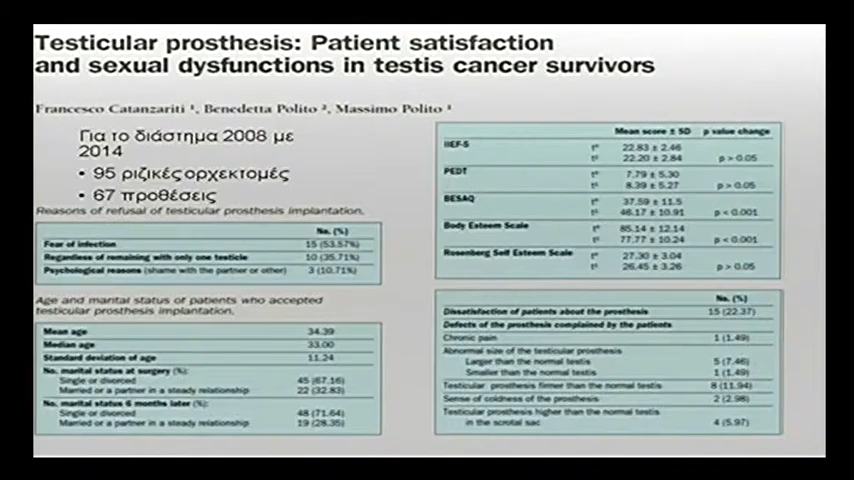 Testicular prosthesis: Patient satisfaction
and sexual dysfunctions in testis cancer survivors
Francesco Catanzariti ¹, Benedetta Polito ², Massimo Polito ¹
Για το διάστημα 2008 με
2014
• 95 ριζικές ορχεκτομές
• 67 προθέσεις
Reasons of refusal of testicular prosthesis implantation.
No. (%)
Fear of infection 15 (53.57%)
Regardless of remaining with only one testicle 10 (35.71%)
Psychological reasons (shame with the partner or other) 3 (10.71%)
Age and marital status of patients who accepted
testicular prosthesis implantation.
Mean age 34.39
Median age 33.00
Standard deviation of age 11.24
No. marital status at surgery (%):
Single or divorced 45 (67.16)
Married or a partner in a steady relationship 22 (32.83)
No. marital status 6 months later (%):
Single or divorced 48 (71.64)
Married or a partner in a steady relationship 19 (28.35)
Mean score ± SD p value change
IIEF-5 22.83 ± 2.46
22.20 ± 2.84 p > 0.05
PEDT 7.79 ± 5.30
8.39 ± 5.27 p > 0.05
BESAQ 37.59 ± 11.5
46.17 ± 10.91 p < 0.001
Body Esteem Scale 85.14 ± 12.14
77.77 ± 10.24 p < 0.001
Rosenberg Self Esteem Scale 27.30 ± 3.04
26.45 ± 3.26 p > 0.05
No. (%)
Dissatisfaction of patients about the prosthesis 15 (22.37)
Defects of the prosthesis complained by the patients
Chronic pain 1 (1.49)
Abnormal size of the testicular prosthesis
Larger than the normal testis 5 (7.46)
Smaller than the normal testis 1 (1.49)
Testicular prosthesis firmer than the normal testis 8 (11.94)
Sense of coldness of the prosthesis 2 (2.98)
Testicular prosthesis higher than the normal testis
in the scrotal sac 4 (5.97)